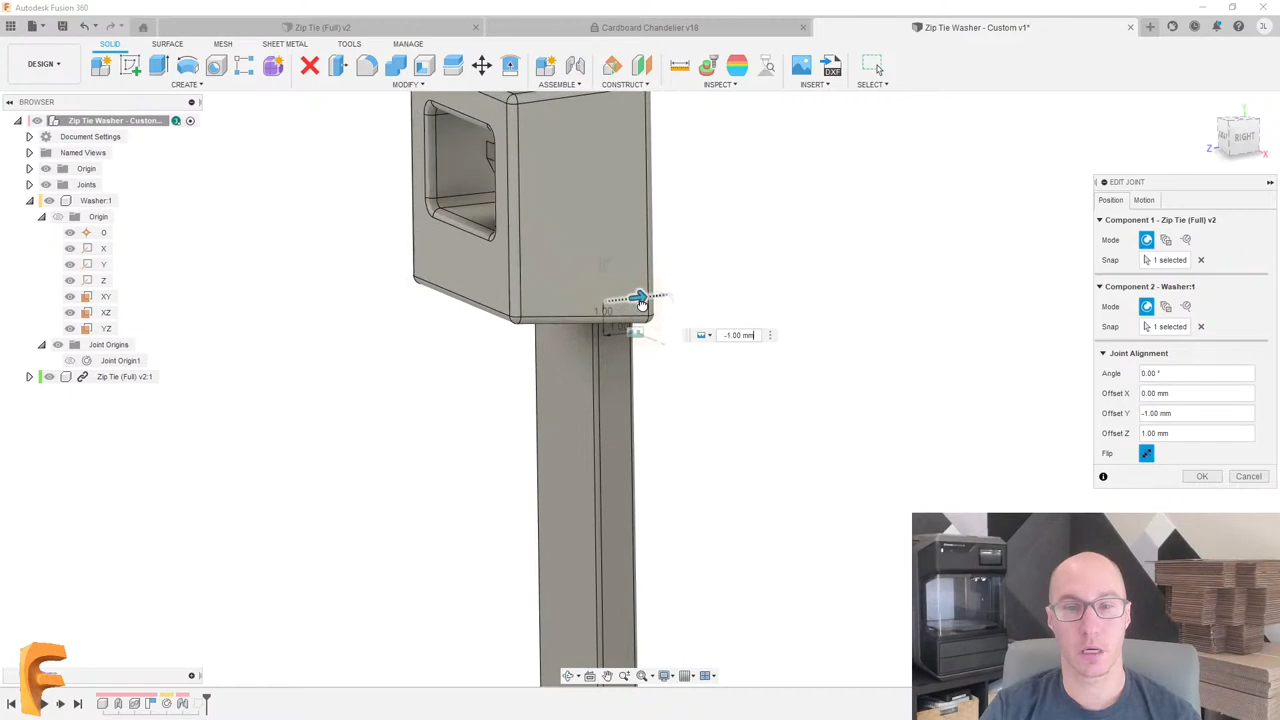 Autodesk Fusion 360
Zip Tie (Full) v2
Cardboard Chandelier v18
Zip Tie Washer - Custom v1*
JL
DESIGN
SOLID
SURFACE
MESH
SHEET METAL
TOOLS
MANAGE
CREATE
MODIFY
ASSEMBLE
CONSTRUCT
INSPECT
INSERT
SELECT
DXF
BROWSER
Zip Tie Washer - Custom...
Document Settings
Named Views
Origin
Joints
Washer:1
Origin
O
X
Y
Z
XY
XZ
YZ
Joint Origins
Joint Origin1
Zip Tie (Full) v2:1
RIGHT
Z
X
1.00
-1.00 mm
EDIT JOINT
Position
Motion
Component 1 - Zip Tie (Full) v2
Mode
Snap
1 selected
Component 2 - Washer:1
Mode
Snap
1 selected
Joint Alignment
Angle
0.00 °
Offset X
0.00 mm
Offset Y
-1.00 mm
Offset Z
1.00 mm
Flip
OK
Cancel